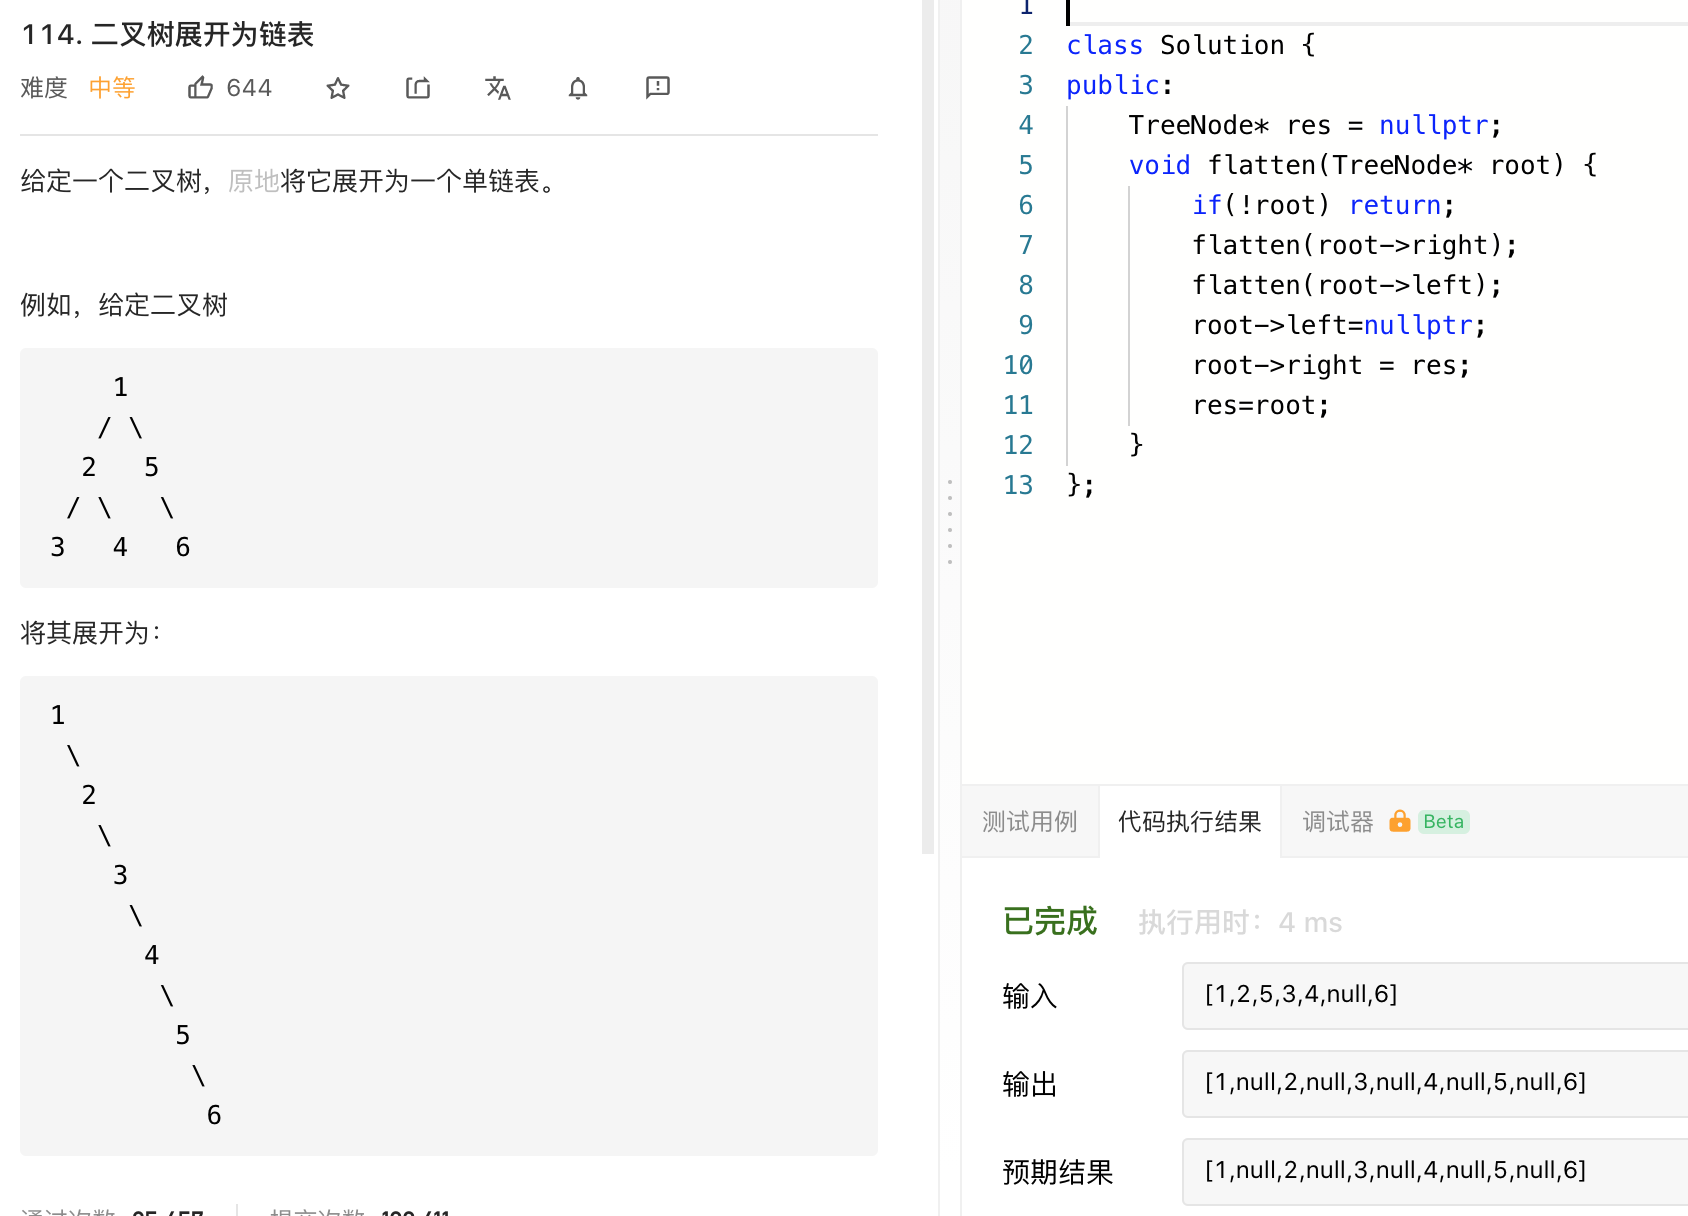 114. 二叉树展开为链表
难度 中等 644
给定一个二叉树，原地将它展开为一个单链表。
例如，给定二叉树
1
/ \
2 5
/ \ \
3 4 6
将其展开为：
1
\
2
\
3
\
4
\
5
\
6
1
2 class Solution {
3 public:
4 TreeNode* res = nullptr;
5 void flatten(TreeNode* root) {
6 if(!root) return;
7 flatten(root->right);
8 flatten(root->left);
9 root->left=nullptr;
10 root->right = res;
11 res=root;
12 }
13 };
测试用例 代码执行结果 调试器 Beta
已完成 执行用时：4 ms
输入 [1,2,5,3,4,null,6]
输出 [1,null,2,null,3,null,4,null,5,null,6]
预期结果 [1,null,2,null,3,null,4,null,5,null,6]